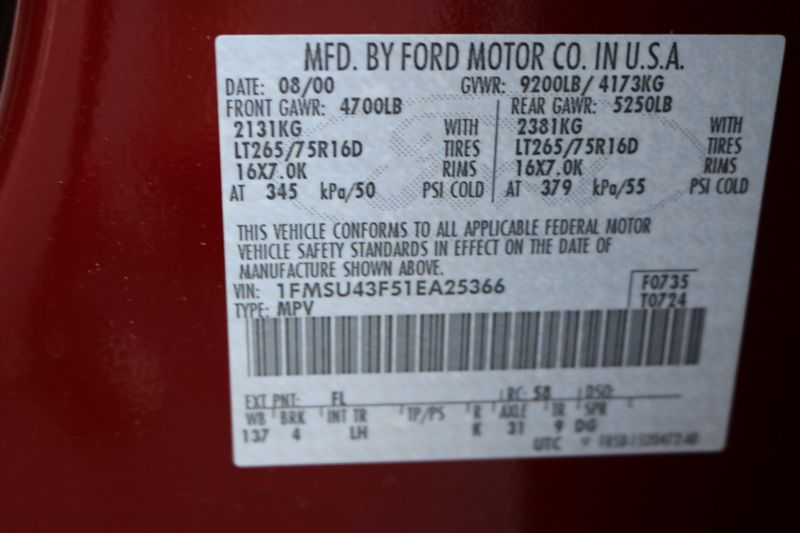 MFD. BY FORD MOTOR CO. IN U.S.A.
DATE: 08/00 GVWR: 9200LB/ 4173KG
FRONT GAWR: 4700LB REAR GAWR: 5250LB
2131KG WITH 2381KG WITH
LT265/75R16D TIRES LT265/75R16D TIRES
16X7.0K RIMS 16X7.0K RIMS
AT 345 kPa/50 PSI COLD AT 379 kPa/55 PSI COLD
THIS VEHICLE CONFORMS TO ALL APPLICABLE FEDERAL MOTOR
VEHICLE SAFETY STANDARDS IN EFFECT ON THE DATE OF
MANUFACTURE SHOWN ABOVE.
VIN: 1FMSU43F51EA25366 F0735
TYPE: MPV T0724
EXT PNT: FL RC: 58 DSO:
WB BRK INT TR TP/PS R AXLE TR SPR
137 4 LH K 31 9 DG
UTC